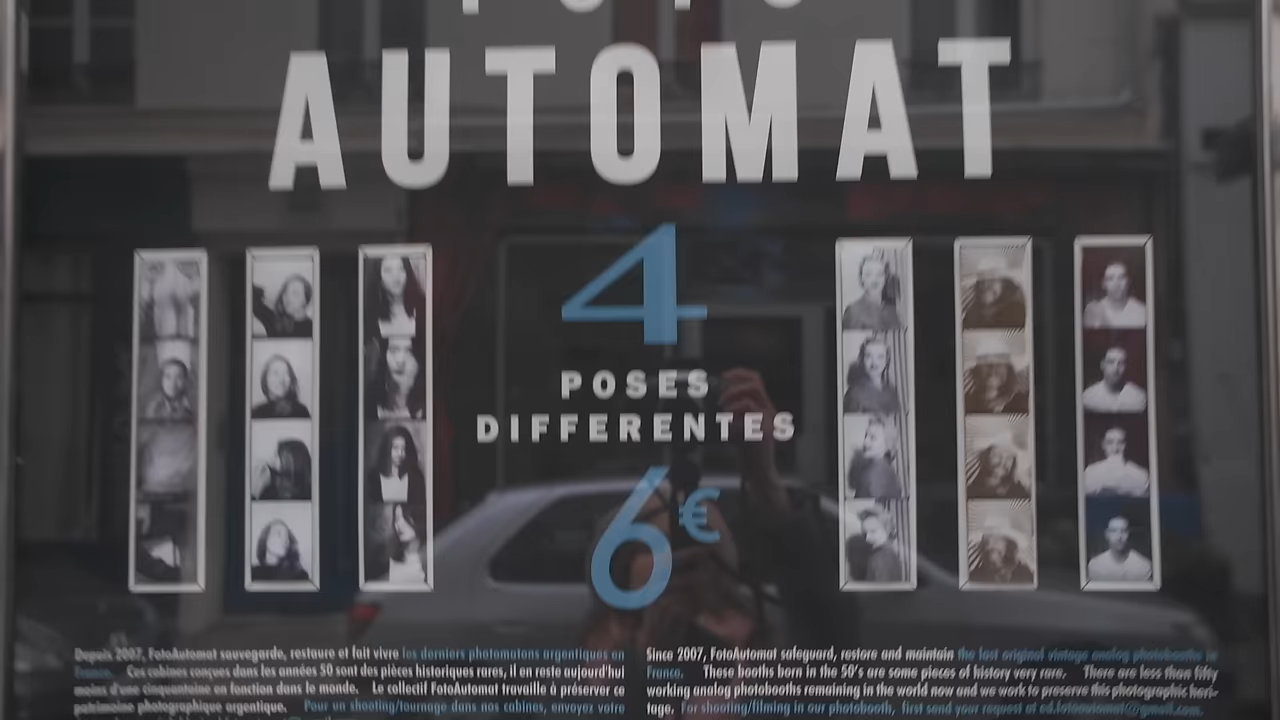 FOTO
AUTOMAT
4
POSES
DIFFERENTES
6€
Depuis 2007, FotoAutomat sauvegarde, restaure et fait vivre les derniers photomatons argentiques en
France. Ces cabines conçues dans les années 50 sont des pièces historiques rares, il en reste aujourd'hui
moins d'une cinquantaine en fonction dans le monde. Le collectif FotoAutomat travaille à préserver ce
patrimoine photographique argentique. Pour un shooting/tournage dans nos cabines, envoyez votre
Since 2007, FotoAutomat safeguard, restore and maintain the last original vintage analog photobooths in
France. These booths born in the 50's are some pieces of history very rare. There are less than fifty
working analog photobooths remaining in the world now and we work to preserve this photographic heri-
tage. For shooting/filming in our photobooth, first send your request at ed.fotoautomat@gmail.com.